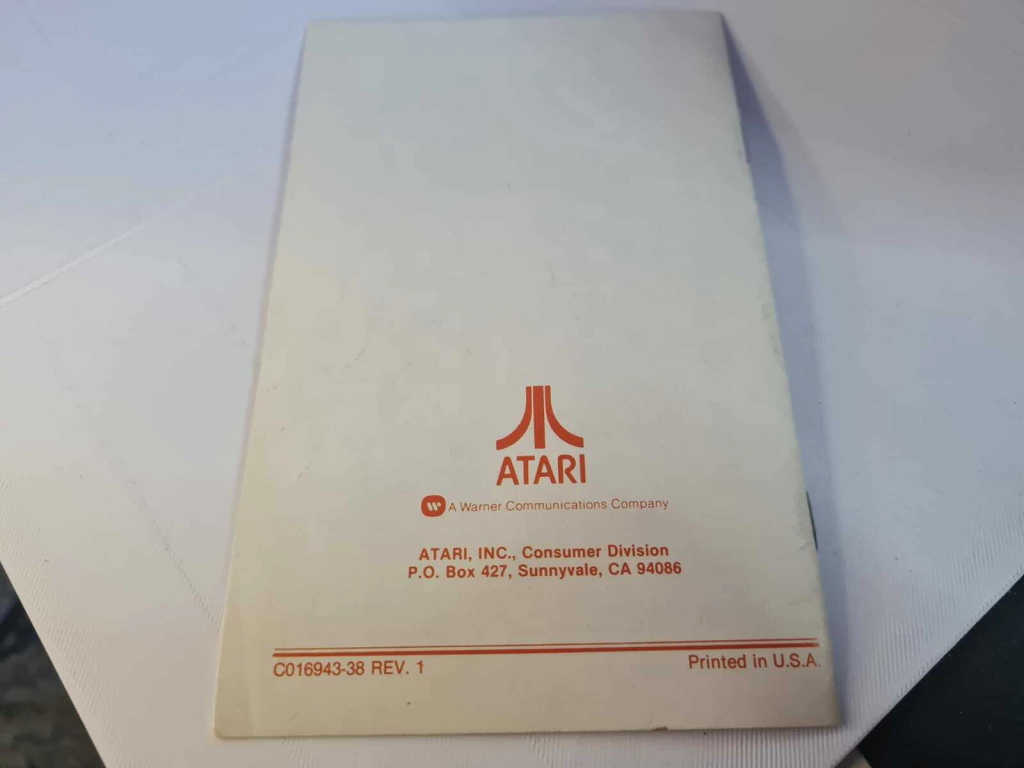 ATARI
A Warner Communications Company
ATARI, INC., Consumer Division
P.O. Box 427, Sunnyvale, CA 94086
C016943-38 REV. 1
Printed in U.S.A.